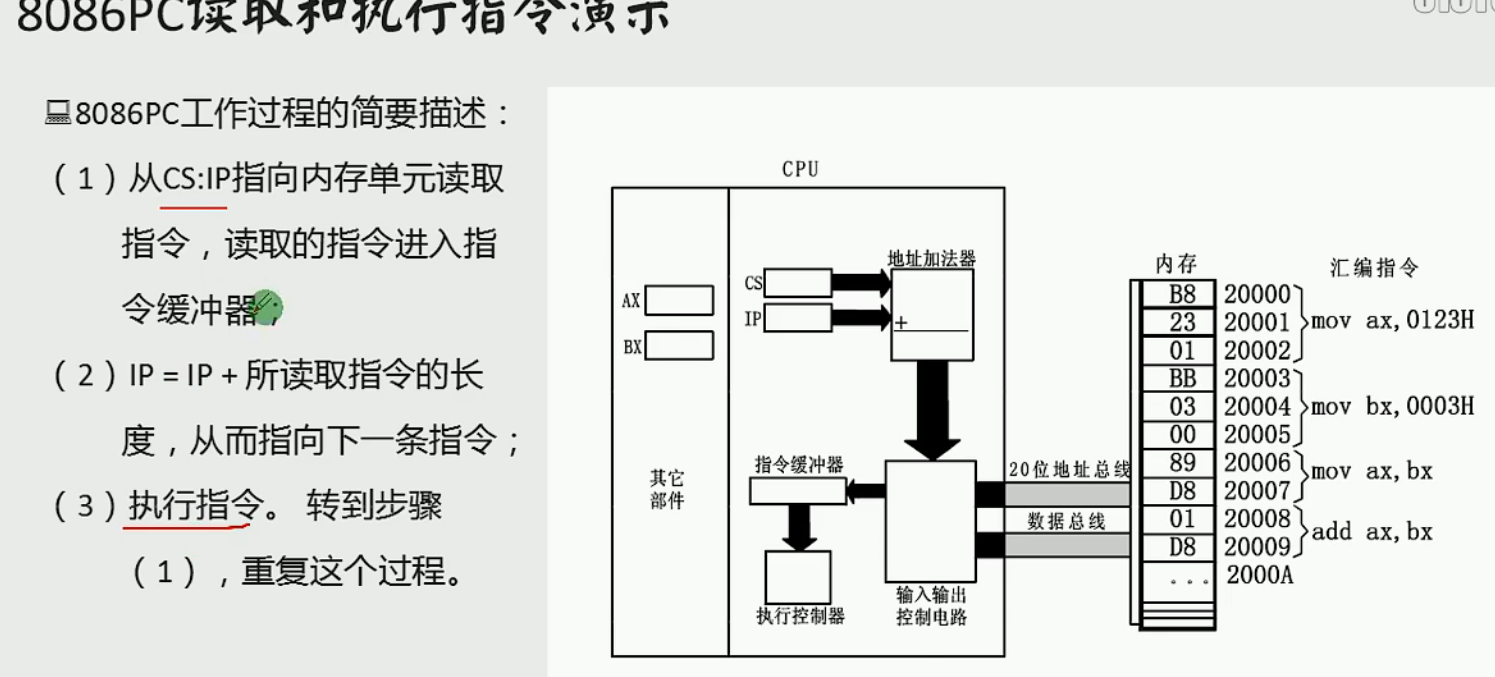 8086PC读取和执行指令演示
8086PC工作过程的简要描述：
（1）从CS:IP指向内存单元读取
指令，读取的指令进入指
令缓冲器；
（2）IP = IP + 所读取指令的长
度，从而指向下一条指令；
（3）执行指令。 转到步骤
（1），重复这个过程。
CPU
AX
BX
其它
部件
CS
IP
地址加法器
+
指令缓冲器
执行控制器
输入输出
控制电路
20位地址总线
数据总线
内存
汇编指令
B8 20000
23 20001 mov ax,0123H
01 20002
BB 20003
03 20004 mov bx,0003H
00 20005
89 20006 mov ax,bx
D8 20007
01 20008 add ax,bx
D8 20009
... 2000A